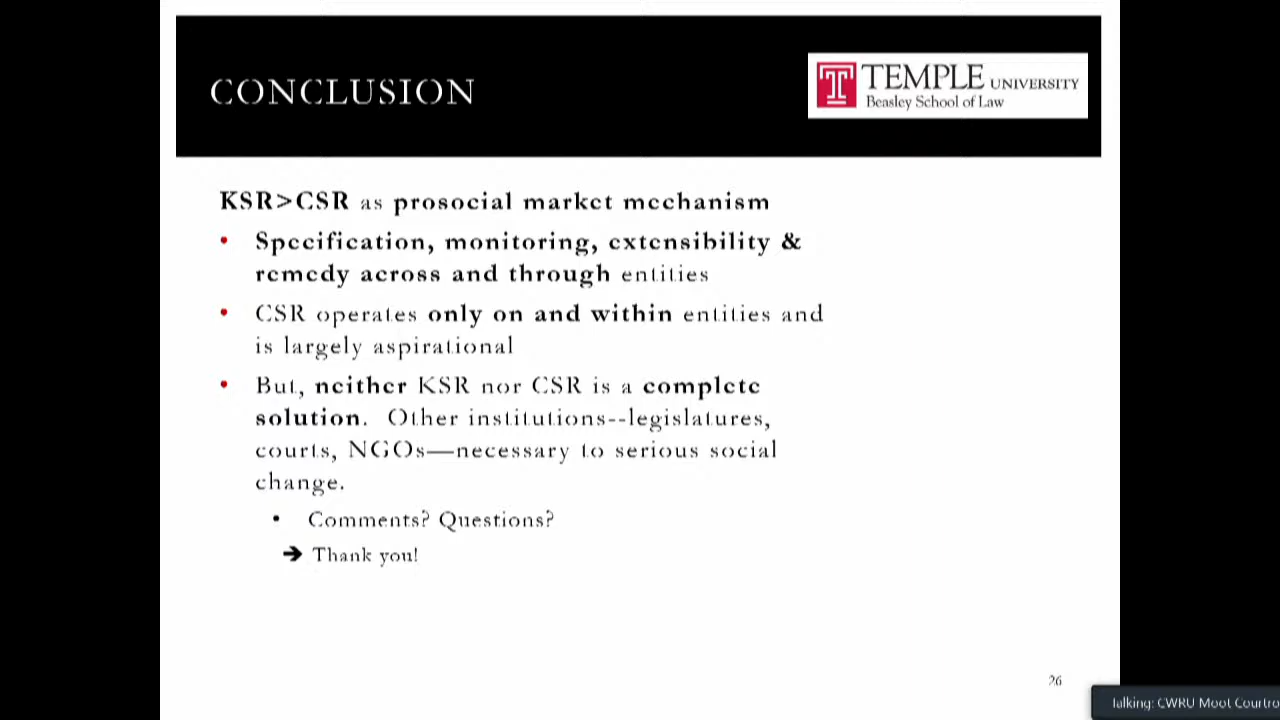 CONCLUSION
TEMPLE UNIVERSITY
Beasley School of Law
KSR>CSR as prosocial market mechanism
• Specification, monitoring, extensibility &
remedy across and through entities
• CSR operates only on and within entities and
is largely aspirational
• But, neither KSR nor CSR is a complete
solution. Other institutions--legislatures,
courts, NGOs—necessary to serious social
change.
• Comments? Questions?
➔ Thank you!
26
Talking: CWRU Moot Courtro